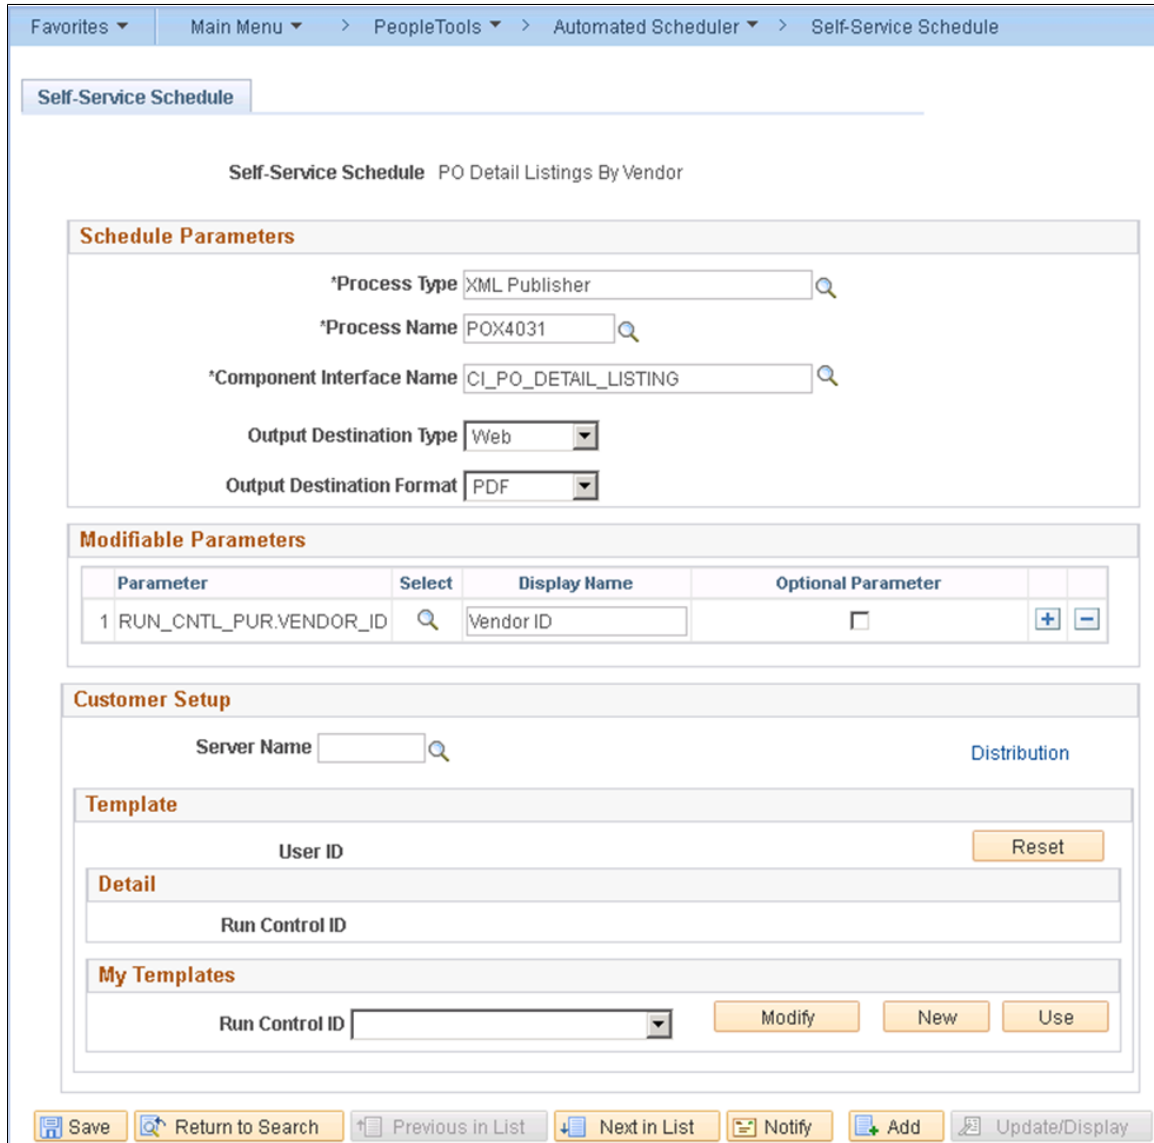 Favorites Main Menu > PeopleTools > Automated Scheduler > Self-Service Schedule
Self-Service Schedule
Self-Service Schedule PO Detail Listings By Vendor
Schedule Parameters
*Process Type XML Publisher
*Process Name POX4031
*Component Interface Name CI_PO_DETAIL_LISTING
Output Destination Type Web
Output Destination Format PDF
Modifiable Parameters
Parameter Select Display Name Optional Parameter
1 RUN_CNTL_PUR.VENDOR_ID Vendor ID
Customer Setup
Server Name Distribution
Template
User ID Reset
Detail
Run Control ID
My Templates
Run Control ID Modify New Use
Save Return to Search Previous in List Next in List Notify Add Update/Display